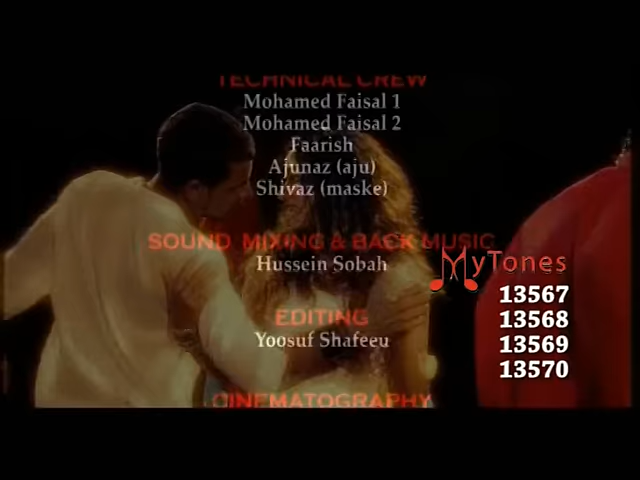 TECHNICAL CREW
Mohamed Faisal 1
Mohamed Faisal 2
Faarish
Ajunaz (aju)
Shivaz (maske)
SOUND MIXING & BACK MUSIC
Hussein Sobah
EDITING
Yoosuf Shafeeu
CINEMATOGRAPHY
MyTones
13567
13568
13569
13570